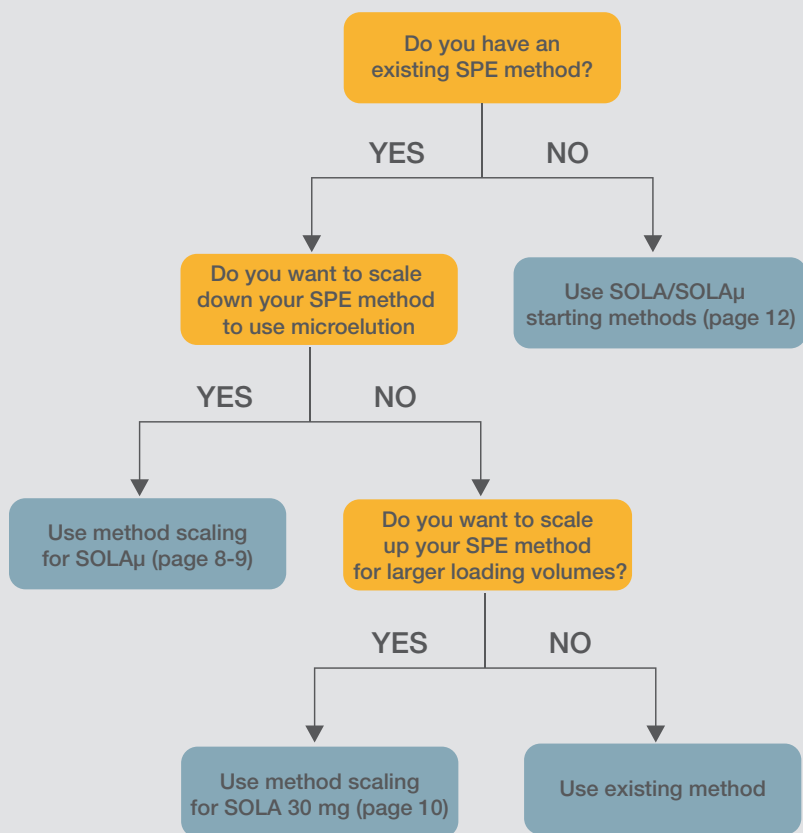 Do you have an
existing SPE method?
YES
NO
Do you want to scale
down your SPE method
to use microelution
Use SOLA/SOLAµ
starting methods (page 12)
YES
NO
Use method scaling
for SOLAµ (page 8-9)
Do you want to scale
up your SPE method
for larger loading volumes?
YES
NO
Use method scaling
for SOLA 30 mg (page 10)
Use existing method